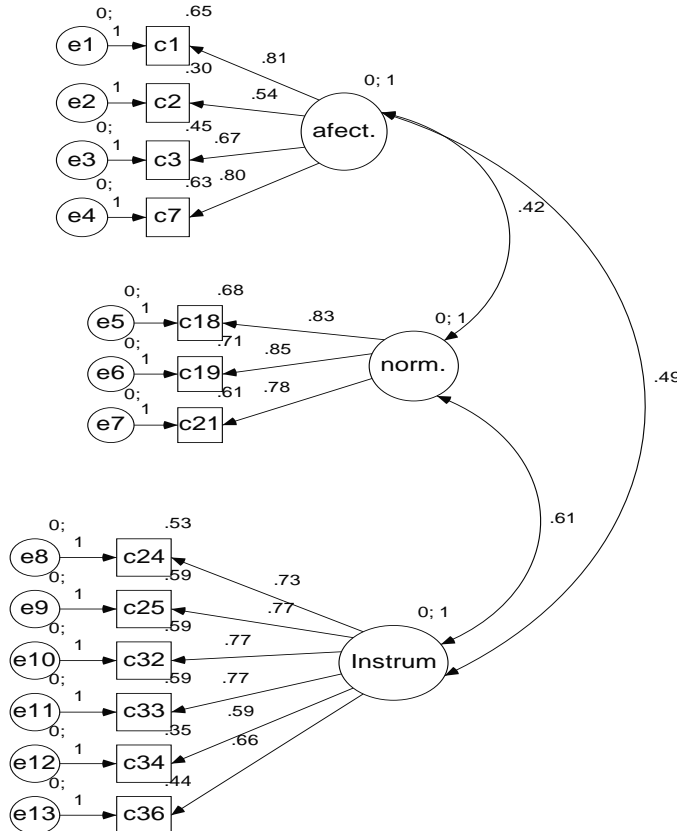 0; .65
e1 1 c1 .81
0; .30 0; 1
e2 1 c2 .54 afect.
0; .45 .67
e3 1 c3
0; .63 .80
e4 1 c7 .42
0; .68
e5 1 c18 .83 0; 1
0; .71 .85
e6 1 c19 norm. .49
0; .61 .78
e7 1 c21
0; .53 .61
e8 1 c24 .73
0; .59 .77 0; 1
e9 1 c25
0; .59 .77
e10 1 c32 Instrum
0; .59 .77
e11 1 c33 .59
0; .35 .66
e12 1 c34
0; .44
e13 1 c36